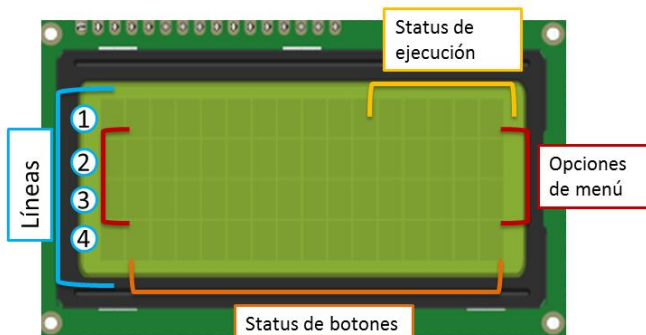 Status de
ejecución
1
2
3
4
Líneas
Opciones
de menú
Status de botones